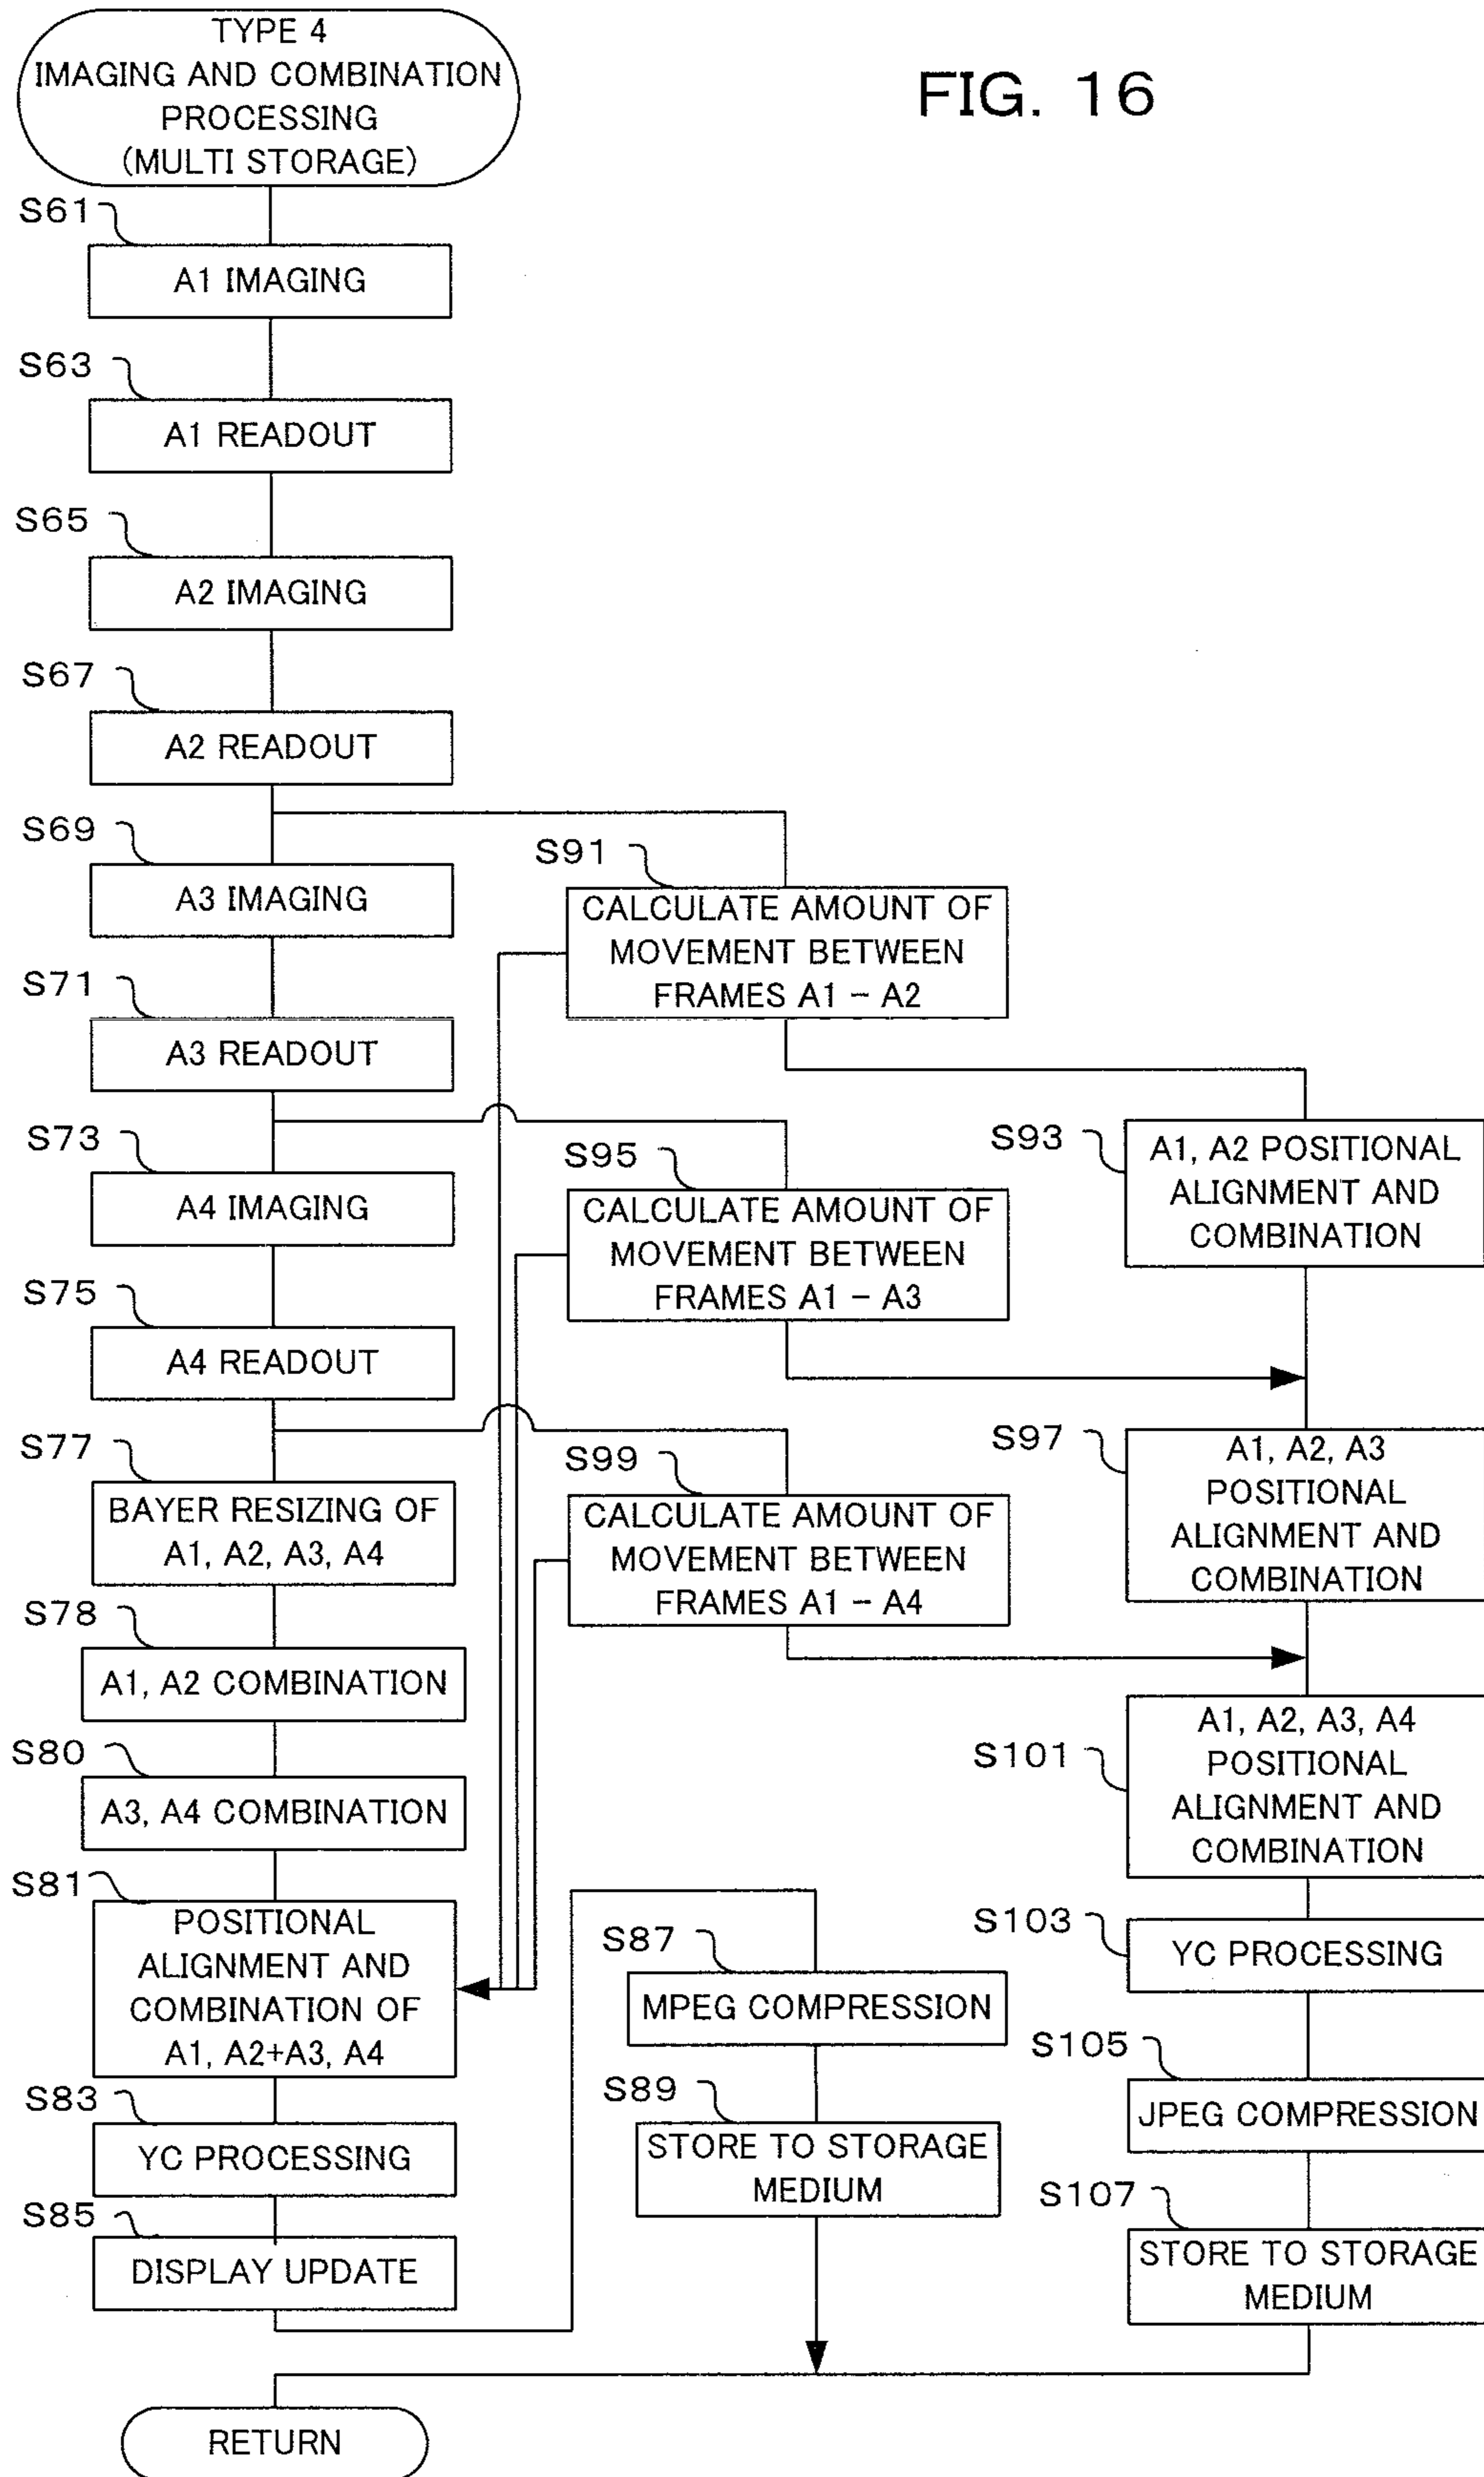 TYPE 4
IMAGING AND COMBINATION
PROCESSING
(MULTI STORAGE)
FIG. 16
S61
A1 IMAGING
S63
A1 READOUT
S65
A2 IMAGING
S67
A2 READOUT
S69
A3 IMAGING
S71
A3 READOUT
S73
A4 IMAGING
S75
A4 READOUT
S77
BAYER RESIZING OF
A1, A2, A3, A4
S78
A1, A2 COMBINATION
S80
A3, A4 COMBINATION
S81
POSITIONAL
ALIGNMENT AND
COMBINATION OF
A1, A2+A3, A4
S83
YC PROCESSING
S85
DISPLAY UPDATE
S91
CALCULATE AMOUNT OF
MOVEMENT BETWEEN
FRAMES A1 - A2
S95
CALCULATE AMOUNT OF
MOVEMENT BETWEEN
FRAMES A1 - A3
S99
CALCULATE AMOUNT OF
MOVEMENT BETWEEN
FRAMES A1 - A4
S87
MPEG COMPRESSION
S89
STORE TO STORAGE
MEDIUM
S93
A1, A2 POSITIONAL
ALIGNMENT AND
COMBINATION
S97
A1, A2, A3
POSITIONAL
ALIGNMENT AND
COMBINATION
S101
A1, A2, A3, A4
POSITIONAL
ALIGNMENT AND
COMBINATION
S103
YC PROCESSING
S105
JPEG COMPRESSION
S107
STORE TO STORAGE
MEDIUM
RETURN